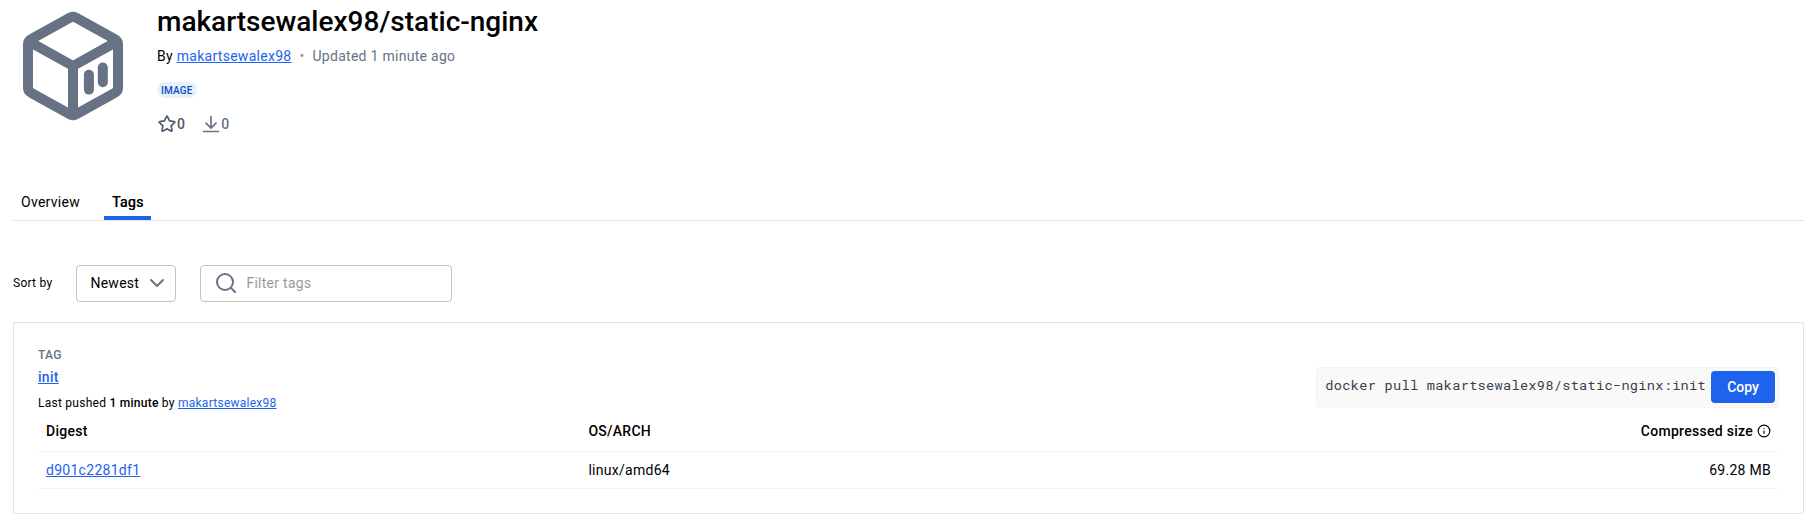 makartsewalex98/static-nginx
By makartsewalex98 • Updated 1 minute ago
IMAGE
0 0
Overview Tags
Sort by Newest Filter tags
TAG
init
docker pull makartsewalex98/static-nginx:init Copy
Last pushed 1 minute by makartsewalex98
Digest OS/ARCH Compressed size
d901c2281df1 linux/amd64 69.28 MB